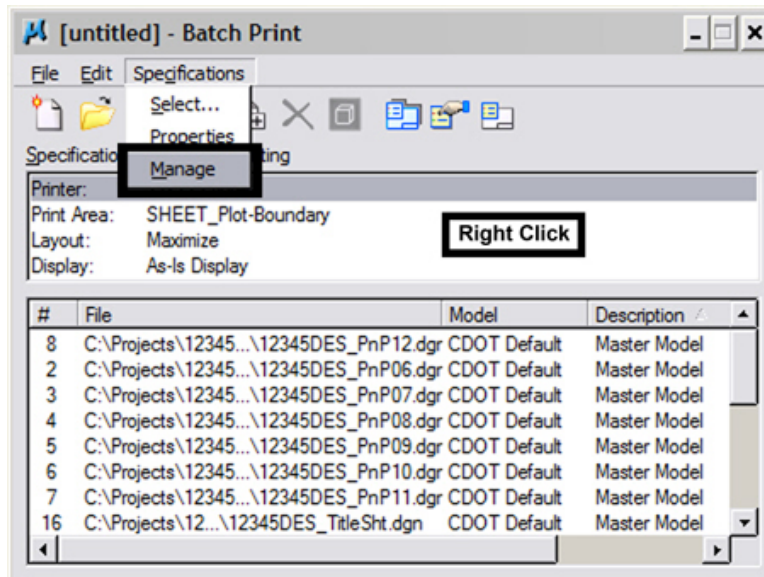 [untitled] - Batch Print
File Edit Specifications
Select...
Properties
Manage
Printer:
Print Area: SHEET_Plot-Boundary
Layout: Maximize
Display: As-Is Display
Right Click
# File Model Description
8 C:\Projects\12345...\12345DES_PnP12.dgn CDOT Default Master Model
2 C:\Projects\12345...\12345DES_PnP06.dgn CDOT Default Master Model
3 C:\Projects\12345...\12345DES_PnP07.dgn CDOT Default Master Model
4 C:\Projects\12345...\12345DES_PnP08.dgn CDOT Default Master Model
5 C:\Projects\12345...\12345DES_PnP09.dgn CDOT Default Master Model
6 C:\Projects\12345...\12345DES_PnP10.dgn CDOT Default Master Model
7 C:\Projects\12345...\12345DES_PnP11.dgn CDOT Default Master Model
16 C:\Projects\12...\12345DES_TitleSht.dgn CDOT Default Master Model